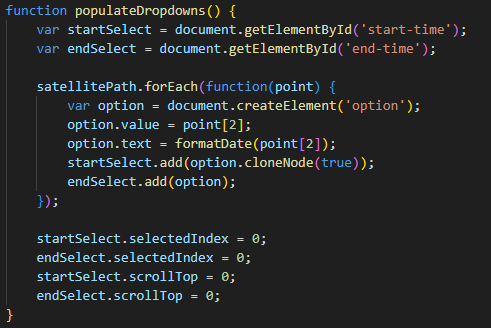 function populateDropdowns() {
    var startSelect = document.getElementById('start-time');
    var endSelect = document.getElementById('end-time');

    satellitePath.forEach(function(point) {
        var option = document.createElement('option');
        option.value = point[2];
        option.text = formatDate(point[2]);
        startSelect.add(option.cloneNode(true));
        endSelect.add(option);
    });

    startSelect.selectedIndex = 0;
    endSelect.selectedIndex = 0;
    startSelect.scrollTop = 0;
    endSelect.scrollTop = 0;
}